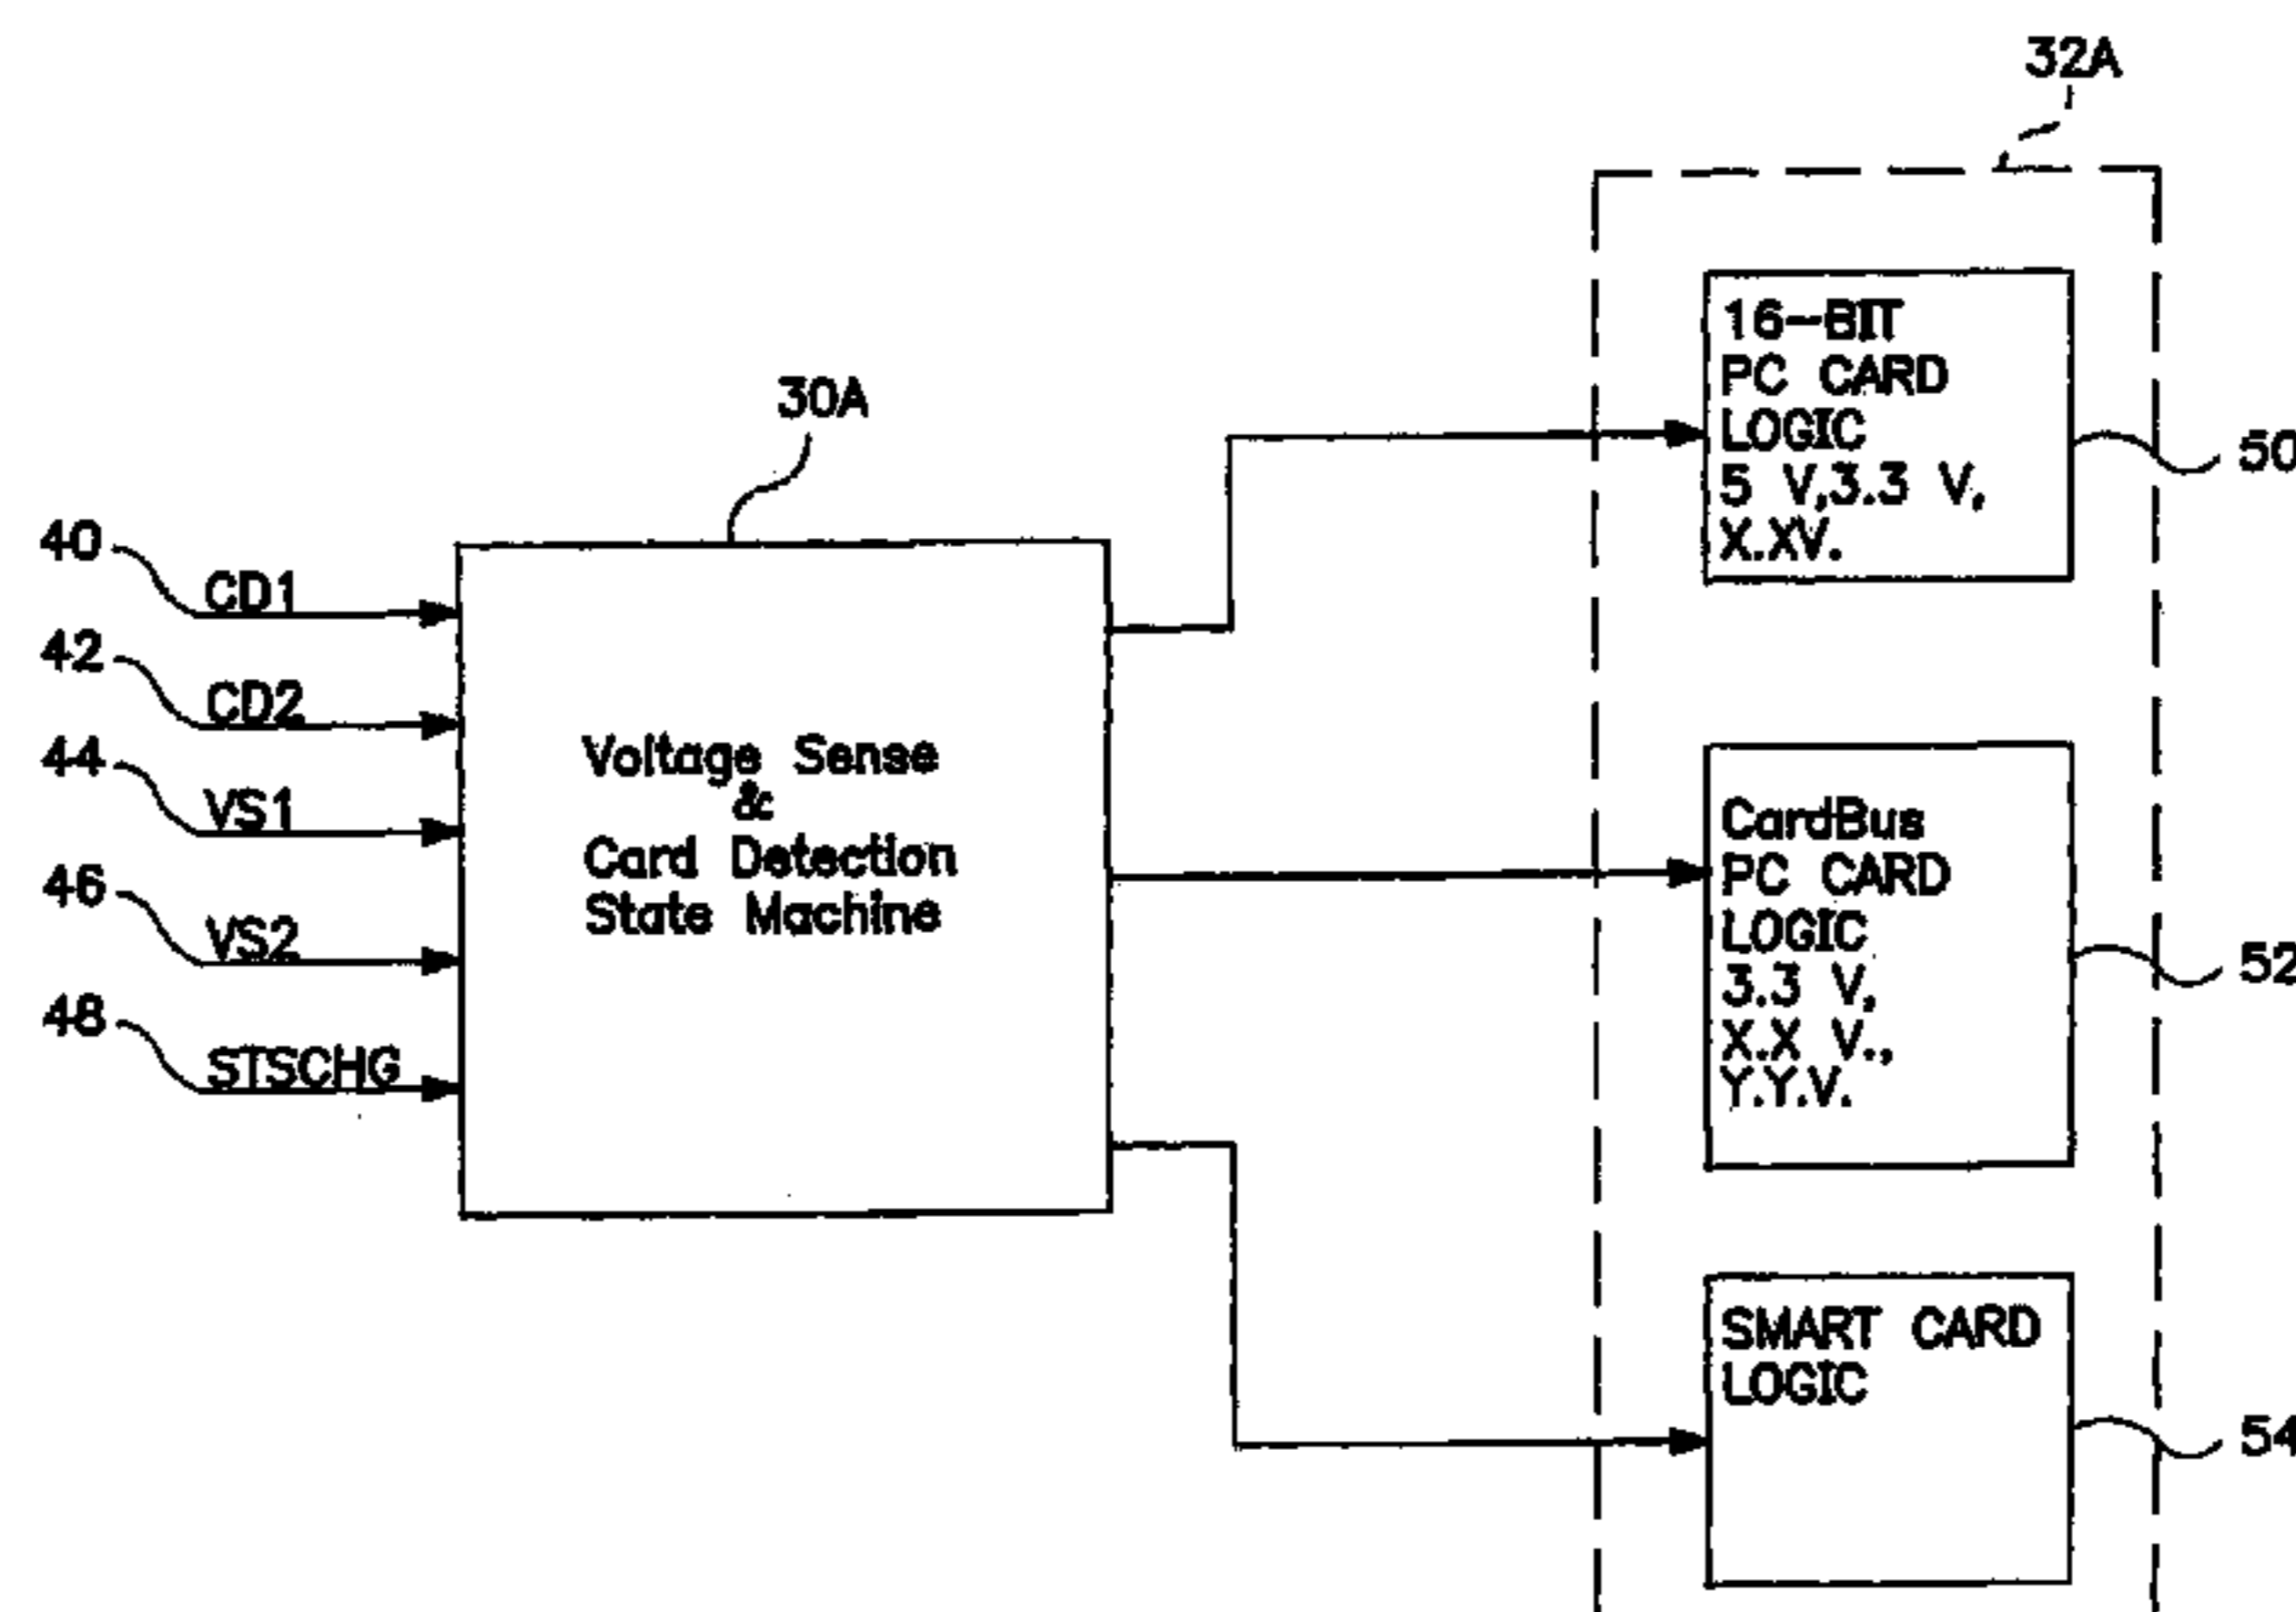 32A
16-BIT
PC CARD
LOGIC
5 V,3.3 V,
X.XV.
50
30A
40
CD1
42
CD2
44
VS1
46
VS2
48
STSCHG
Voltage Sense
&
Card Detection
State Machine
CardBus
PC CARD
LOGIC
3.3 V,
X.X V.,
Y.Y.V.
52
SMART CARD
LOGIC
54